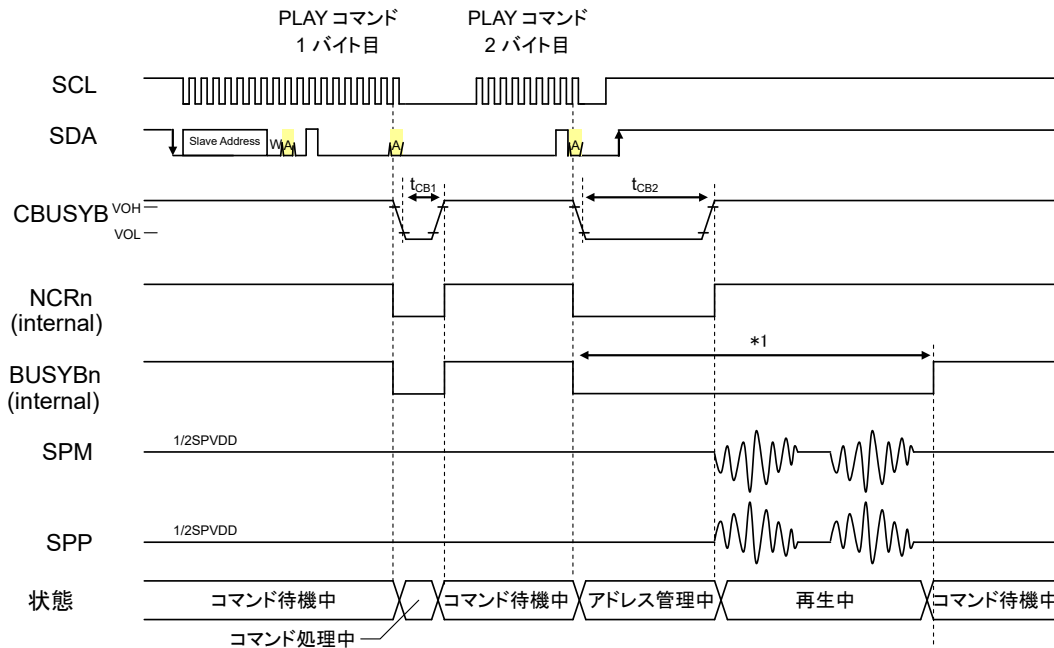 PLAY コマンド
1 バイト目
PLAY コマンド
2 バイト目
SCL
SDA
Slave Address
W
A
A
A
tCB1
tCB2
CBUSYB
VOH
VOL
NCRn
(internal)
*1
BUSYBn
(internal)
SPM
1/2SPVDD
SPP
1/2SPVDD
状態
コマンド待機中
コマンド待機中
アドレス管理中
再生中
コマンド待機中
コマンド処理中